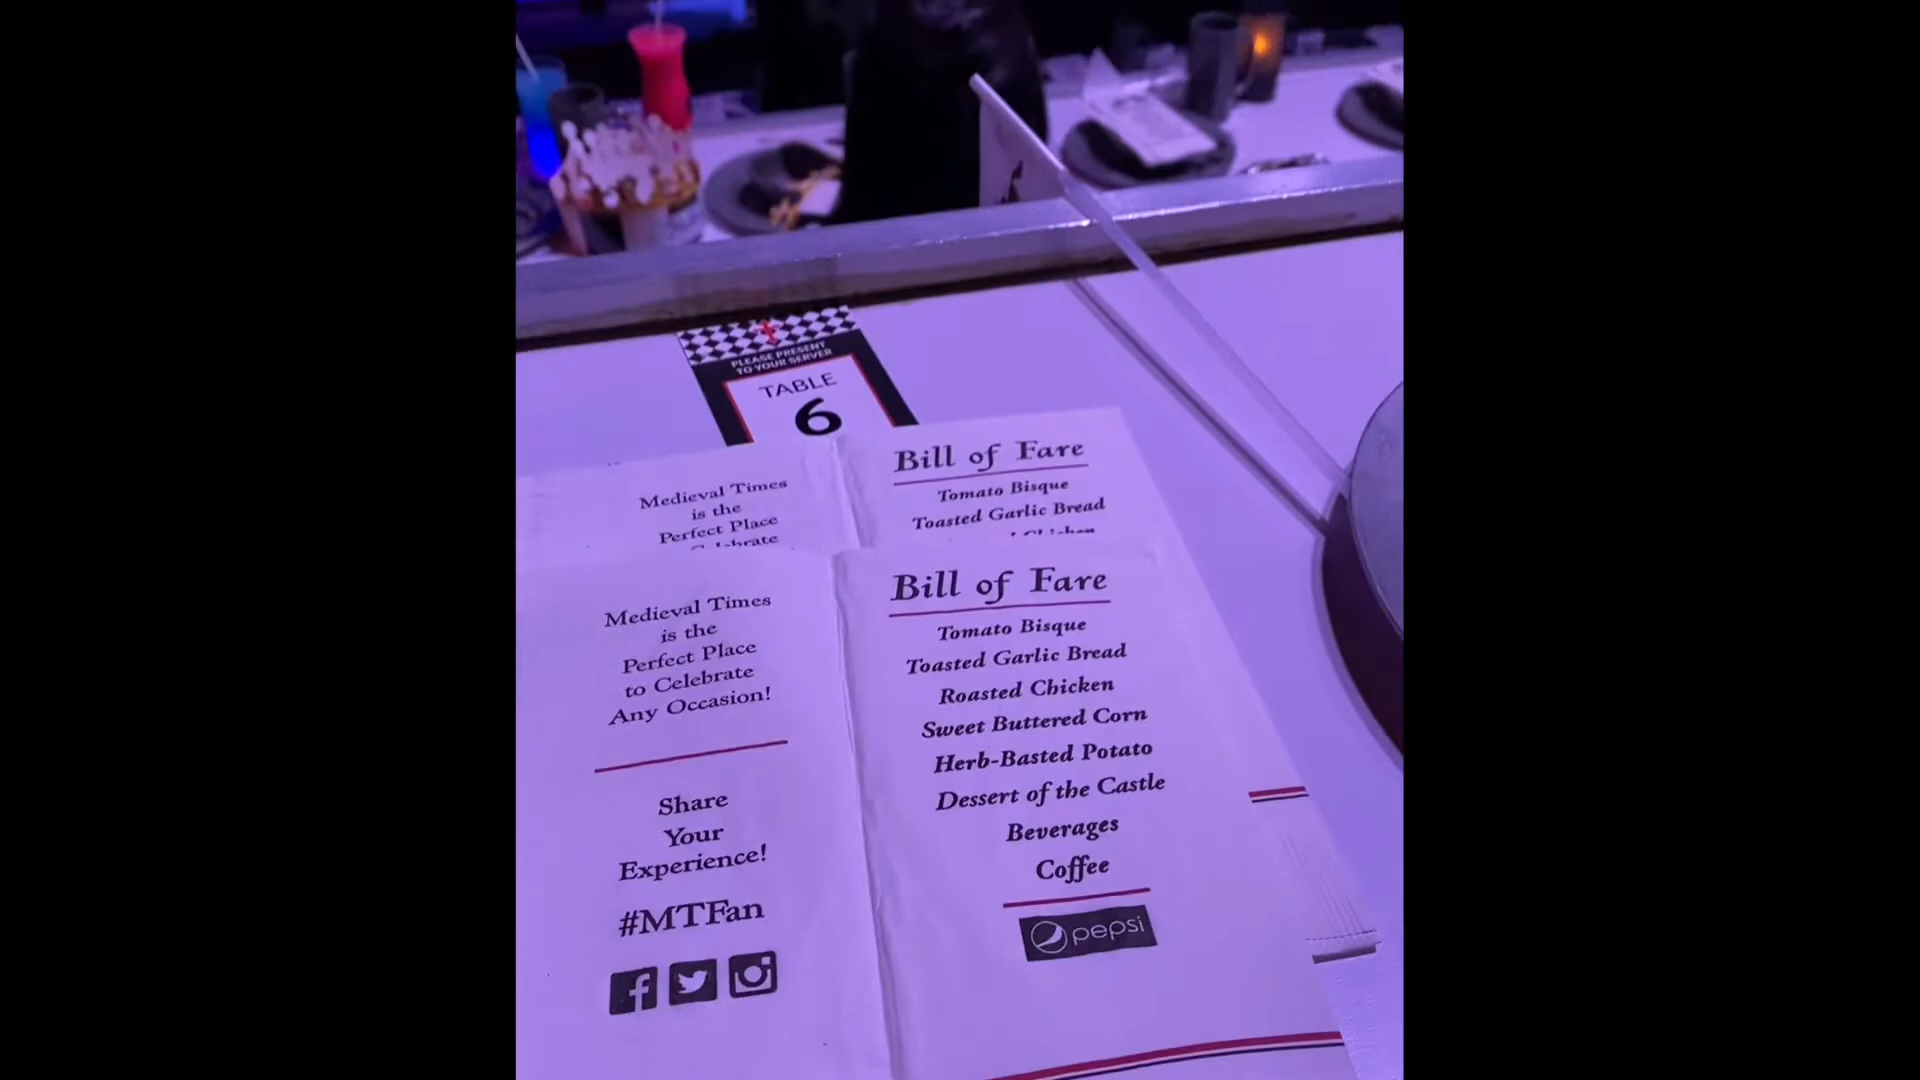 PLEASE PRESENT
TO YOUR SERVER
TABLE
6
Medieval Times
is the
Perfect Place
Celebrate
Bill of Fare
Tomato Bisque
Toasted Garlic Bread
Chicken
Medieval Times
is the
Perfect Place
to Celebrate
Any Occasion!
Share
Your
Experience!
#MTFan
Bill of Fare
Tomato Bisque
Toasted Garlic Bread
Roasted Chicken
Sweet Buttered Corn
Herb-Basted Potato
Dessert of the Castle
Beverages
Coffee
pepsi